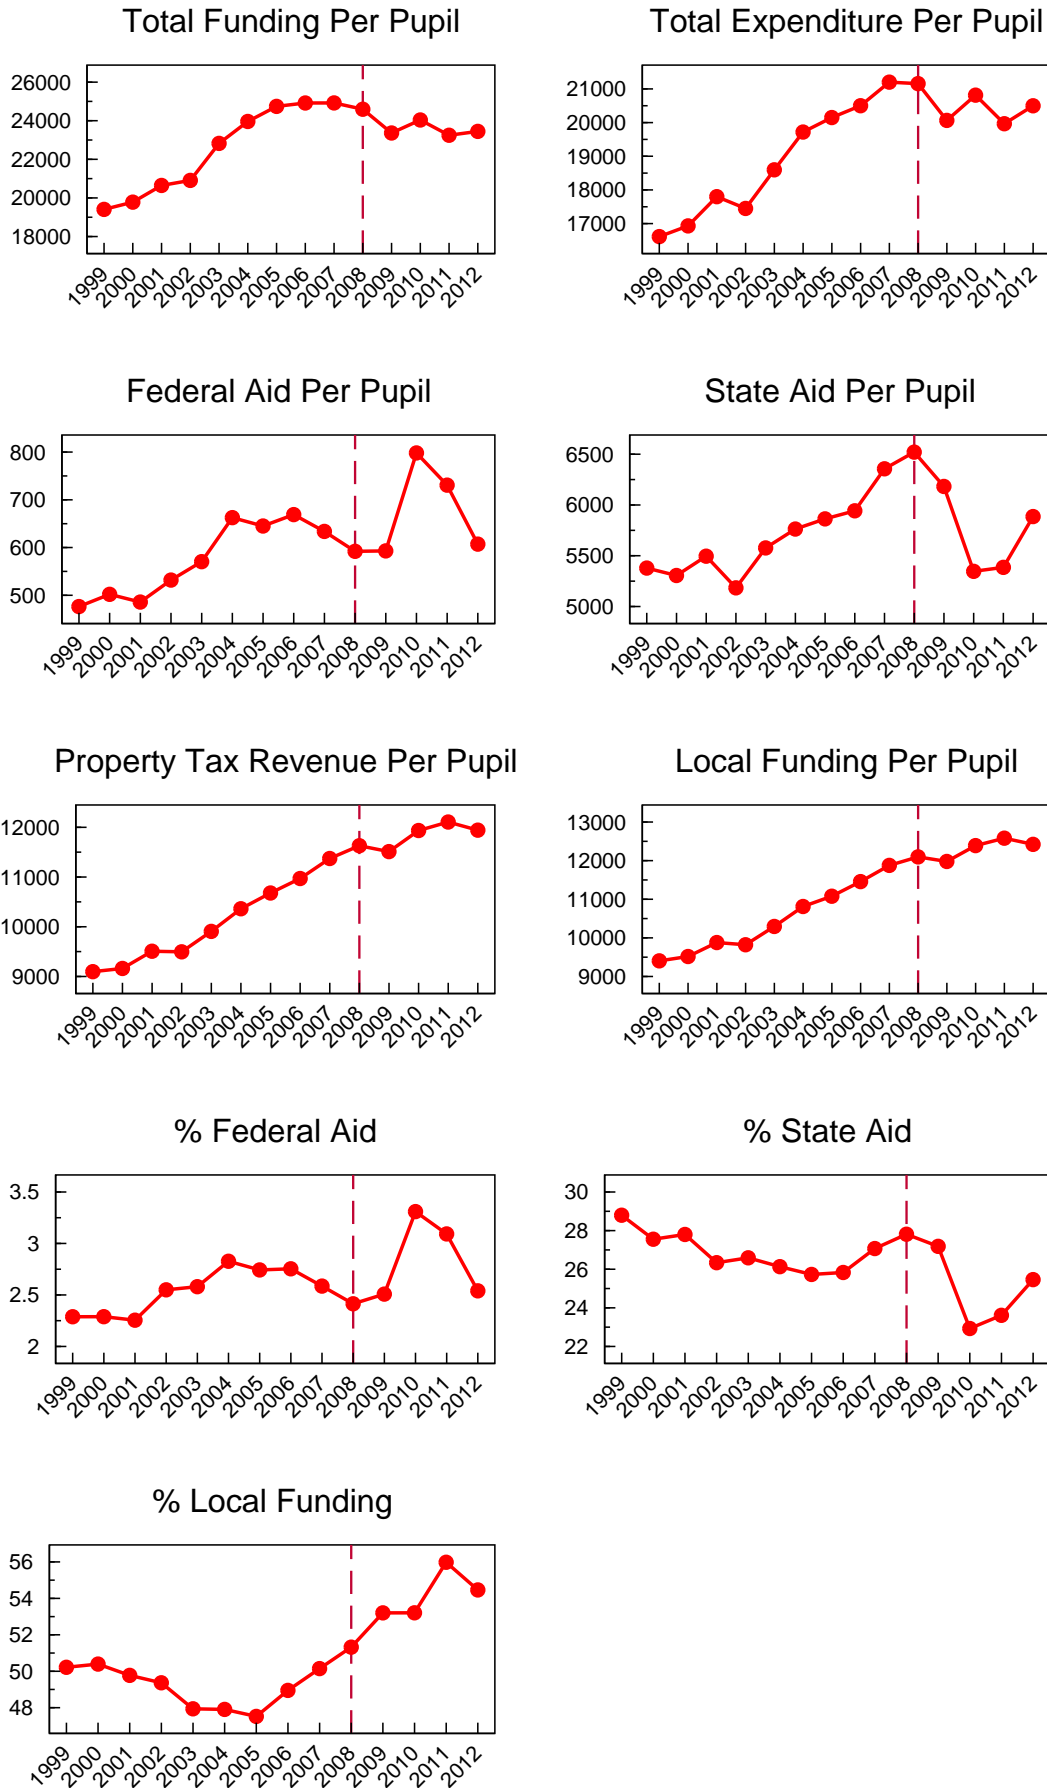 Total Funding Per Pupil
26000
24000
22000
20000
18000
1999 2000 2001 2002 2003 2004 2005 2006 2007 2008 2009 2010 2011 2012
Total Expenditure Per Pupil
21000
20000
19000
18000
17000
1999 2000 2001 2002 2003 2004 2005 2006 2007 2008 2009 2010 2011 2012
Federal Aid Per Pupil
800
700
600
500
1999 2000 2001 2002 2003 2004 2005 2006 2007 2008 2009 2010 2011 2012
State Aid Per Pupil
6500
6000
5500
5000
1999 2000 2001 2002 2003 2004 2005 2006 2007 2008 2009 2010 2011 2012
Property Tax Revenue Per Pupil
12000
11000
10000
9000
1999 2000 2001 2002 2003 2004 2005 2006 2007 2008 2009 2010 2011 2012
Local Funding Per Pupil
13000
12000
11000
10000
9000
1999 2000 2001 2002 2003 2004 2005 2006 2007 2008 2009 2010 2011 2012
% Federal Aid
3.5
3
2.5
2
1999 2000 2001 2002 2003 2004 2005 2006 2007 2008 2009 2010 2011 2012
% State Aid
30
28
26
24
22
1999 2000 2001 2002 2003 2004 2005 2006 2007 2008 2009 2010 2011 2012
% Local Funding
56
54
52
50
48
1999 2000 2001 2002 2003 2004 2005 2006 2007 2008 2009 2010 2011 2012